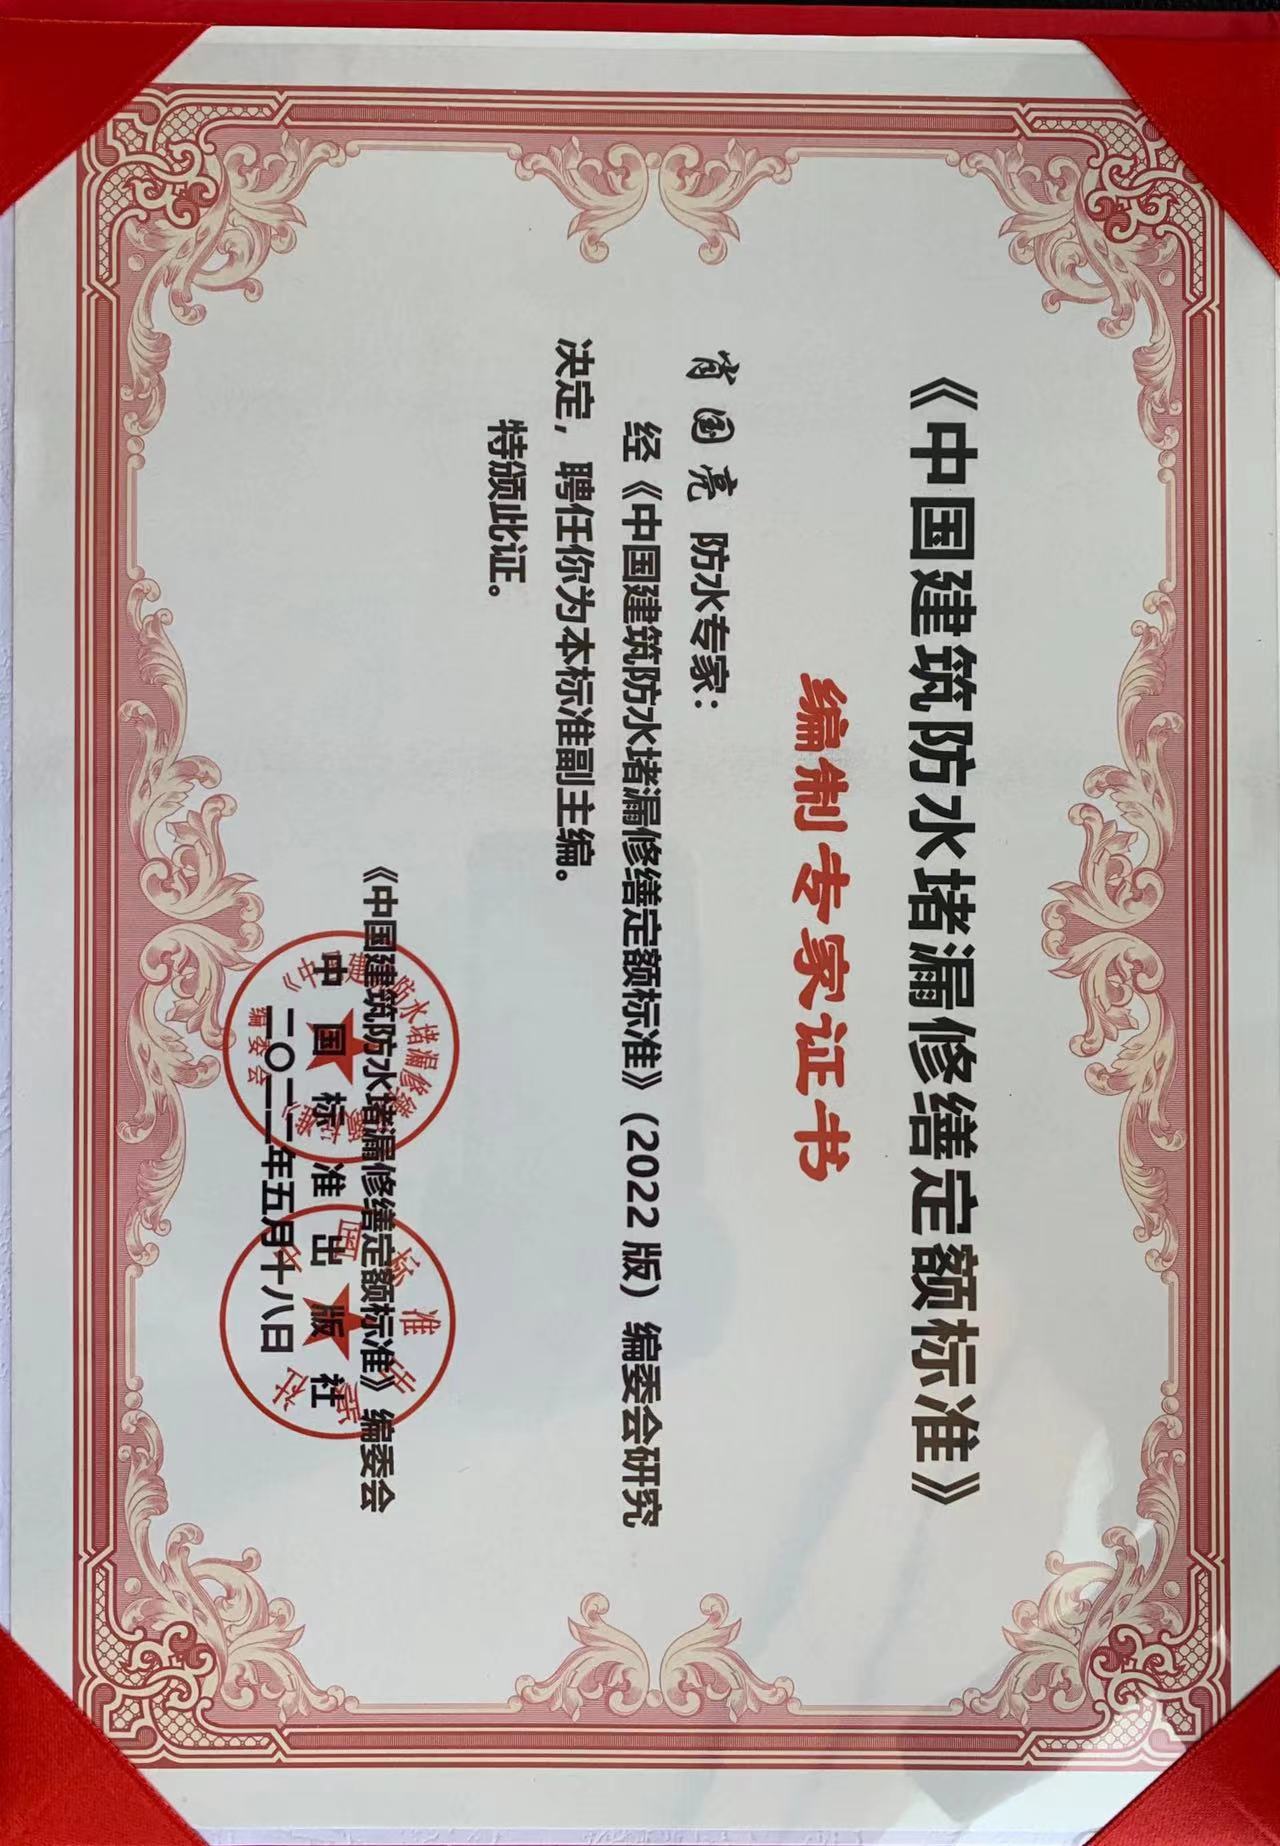 《中国建筑防水堵漏修缮定额标准》
编制专家证书
肖国亮 防水专家：
经《中国建筑防水堵漏修缮定额标准》（2022版）编委会研究
决定，聘任你为本标准副主编。
特颁此证。
《中国建筑防水堵漏修缮定额标准》编委会
中国标准出版社
二〇二二年五月十八日
编委会